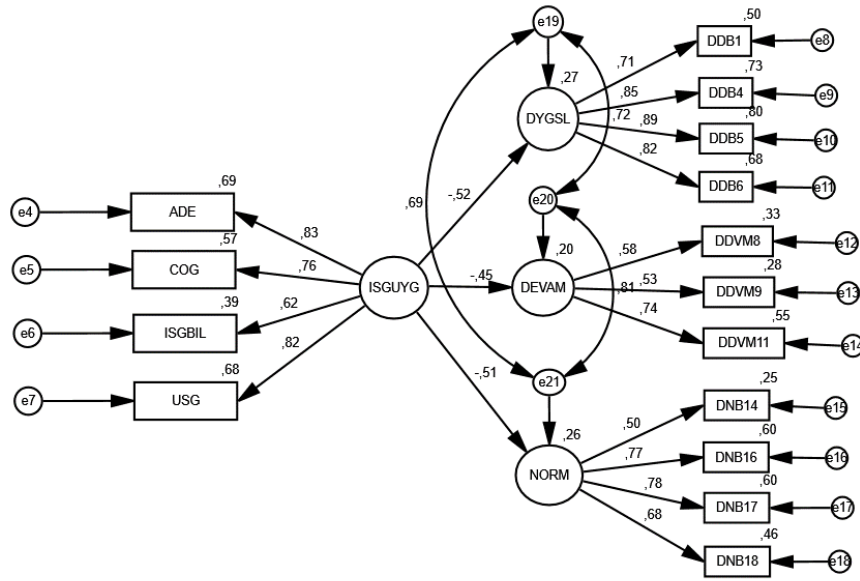 e19
,50
DDB1
e8
,71
,27
,73
DDB4
e9
,85
DYGSL
,72
,89
,80
DDB5
e10
,82
,68
DDB6
e11
-,52
,69
e4
ADE
,83
,69
e20
,57
e5
COG
,76
ISGUYG
-,45
,20
DEVAM
,58
,33
DDVM8
e12
,53
,28
DDVM9
e13
,81
,39
e6
ISGBIL
,62
,74
,55
DDVM11
e14
,68
e7
USG
,82
-,51
e21
,26
NORM
,50
,25
DNB14
e15
,77
,60
DNB16
e16
,78
,60
DNB17
e17
,68
,46
DNB18
e18